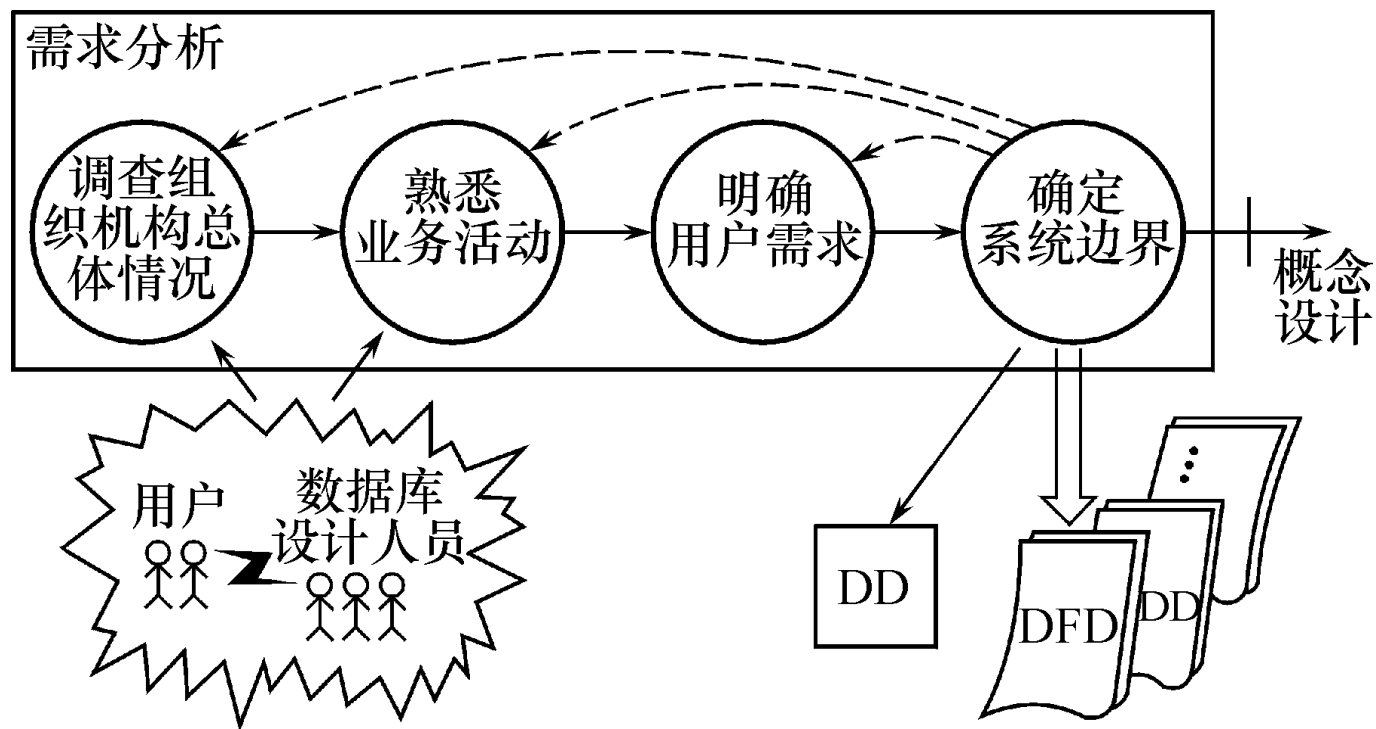 需求分析
调查组
织机构总
体情况
熟悉
业务活动
明确
用户需求
确定
系统边界
概念
设计
用户
数据库
设计人员
DD
DFD
DD